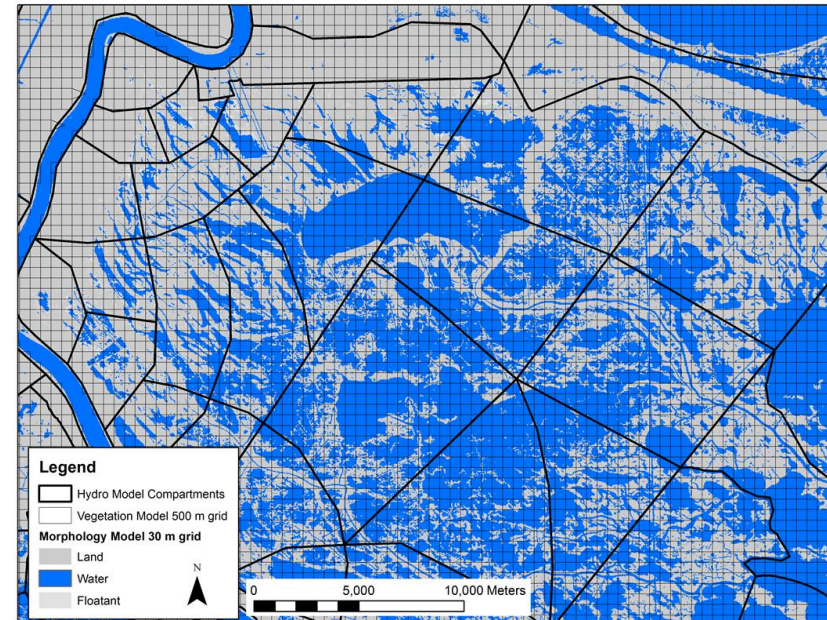 Legend
Hydro Model Compartments
Vegetation Model 500 m grid
Morphology Model 30 m grid
Land
Water
Floatant
N
0 5,000 10,000 Meters